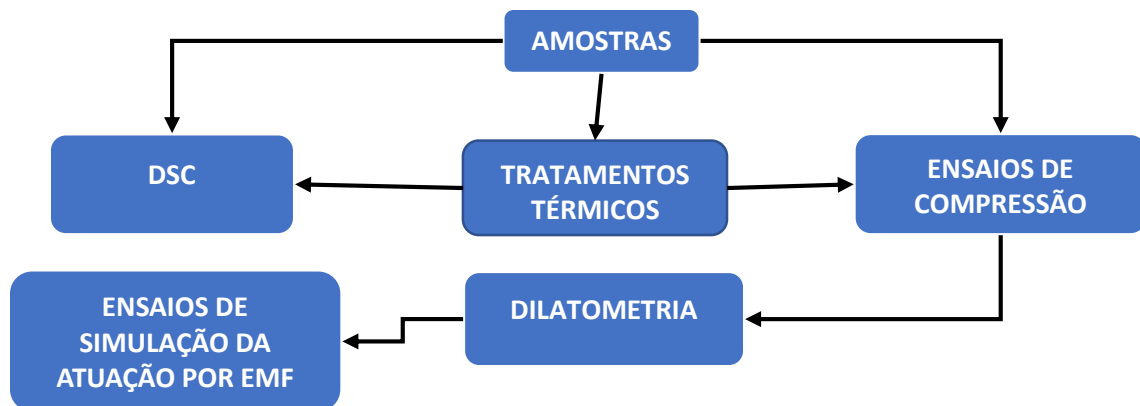 AMOSTRAS
DSC
TRATAMENTOS
TÉRMICOS
ENSAIOS DE
COMPRESSÃO
ENSAIOS DE
SIMULAÇÃO DA
ATUAÇÃO POR EMF
DILATOMETRIA